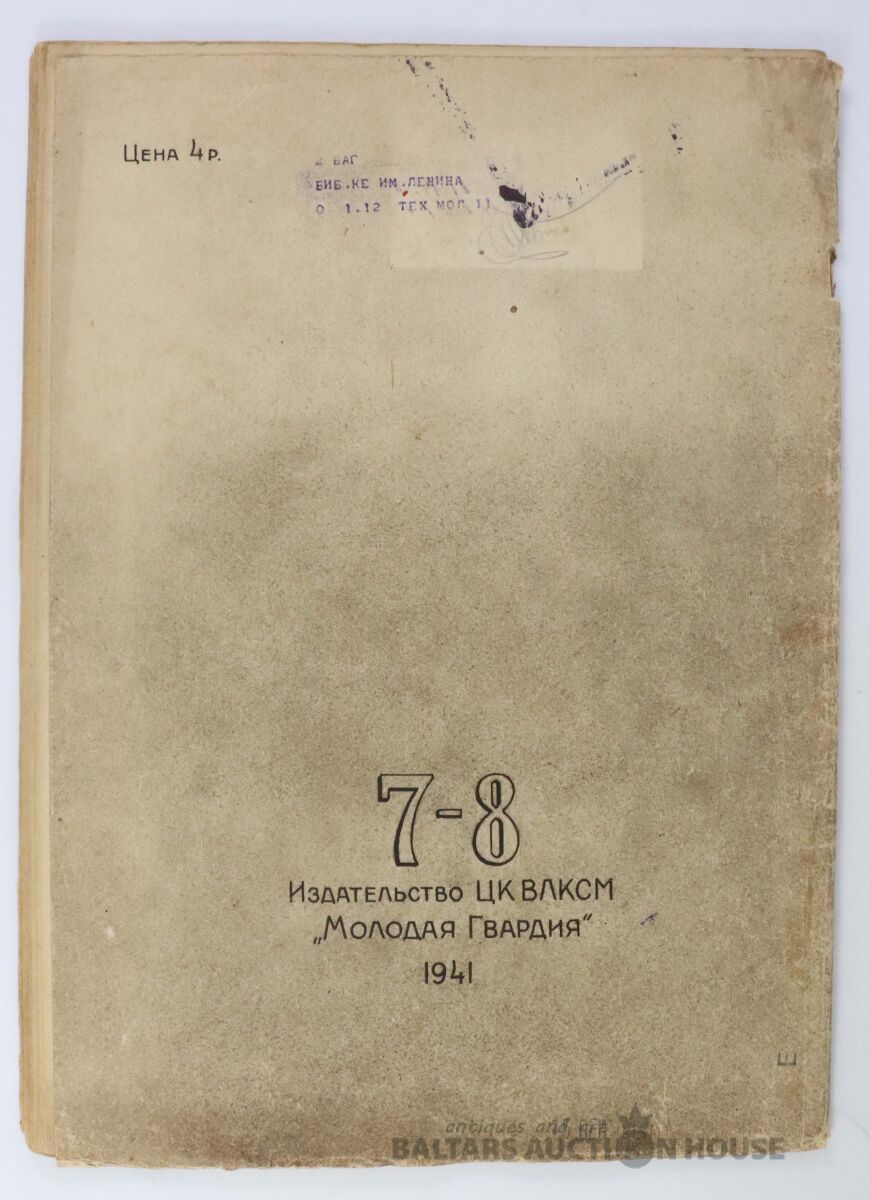 Цена 4 р.
БИБ.КЕ ИМ.ЛЕНИНА
1.12 ТЕХ МОЛ 11
7-8
Издательство ЦК ВЛКСМ
„Молодая Гвардия“
1941
Ш
antiques and art
BALTARS AUCTION HOUSE